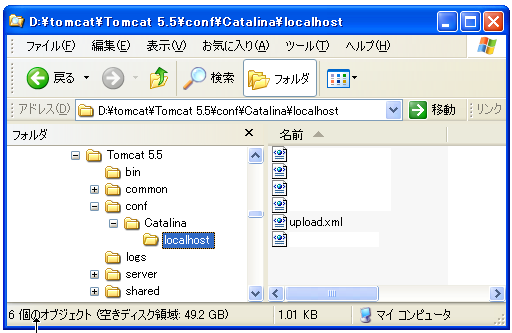 D:¥tomcat¥Tomcat 5.5¥conf¥Catalina¥localhost
ファイル(F) 編集(E) 表示(V) お気に入り(A) ツール(T) ヘルプ(H)
戻る 検索 フォルダ
アドレス(D) D:¥tomcat¥Tomcat 5.5¥conf¥Catalina¥localhost 移動 リンク
フォルダ 名前
Tomcat 5.5
bin
common
conf
Catalina
upload.xml
localhost
logs
server
shared
6 個のオブジェクト (空きディスク領域: 49.2 GB) 1.01 KB マイ コンピュータ